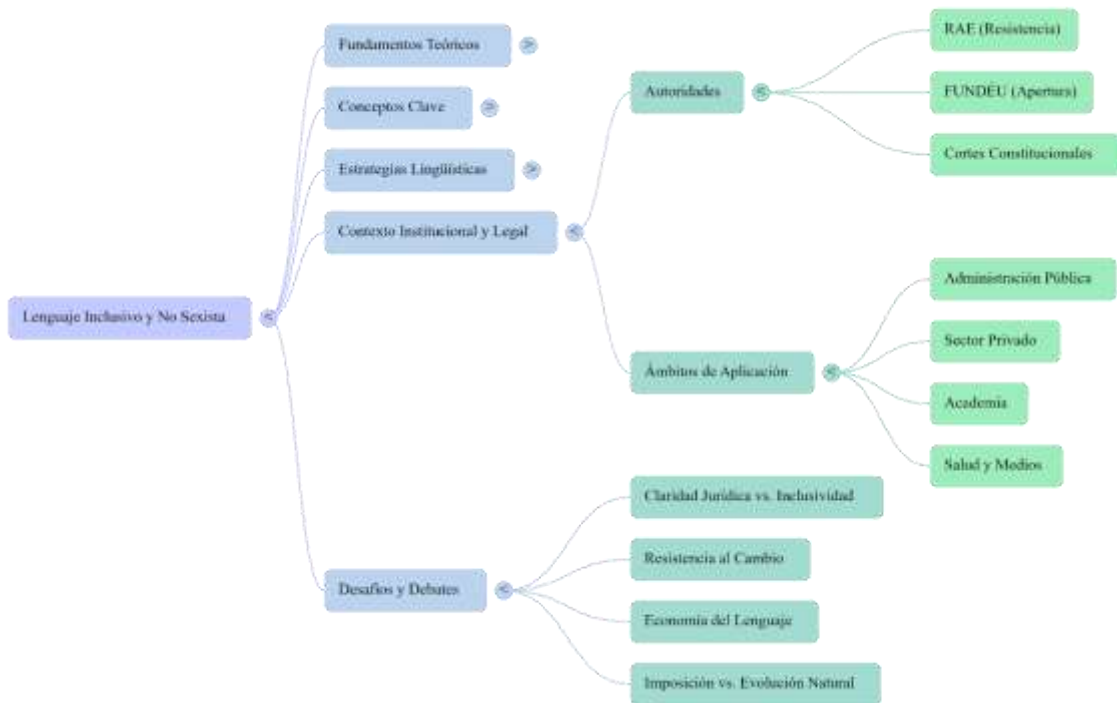 Lenguaje Inclusivo y No Sexista
Fundamentos Teóricos
Conceptos Clave
Estrategias Lingüísticas
Contexto Institucional y Legal
Autoridades
RAE (Resistencia)
FUNDÉU (Apertura)
Cortes Constitucionales
Ámbitos de Aplicación
Administración Pública
Sector Privado
Academia
Salud y Medios
Desafíos y Debates
Claridad Jurídica vs. Inclusividad
Resistencia al Cambio
Economía del Lenguaje
Imposición vs. Evolución Natural